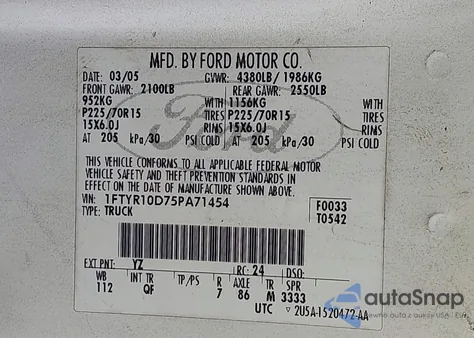 MFD. BY FORD MOTOR CO.
DATE: 03/05 GVWR: 4380LB/ 1986KG
FRONT GAWR: 2100LB REAR GAWR: 2550LB
952KG WITH 1156KG WITH
P225/70R15 TIRES P225/70R15 TIRES
15X6.0J RIMS 15X6.0J RIMS
AT 205 kPa/30 PSI COLD AT 205 kPa/30 PSI COLD
Ford
THIS VEHICLE CONFORMS TO ALL APPLICABLE FEDERAL MOTOR
VEHICLE SAFETY AND THEFT PREVENTION STANDARDS IN
EFFECT ON THE DATE OF MANUFACTURE SHOWN ABOVE.
VIN: 1FTYR10D75PA71454 F0033
TYPE: TRUCK T0542
EXT PNT: YZ RC: 24 DSO:
WB INT TR TP/PS R AXLE TR SPR
112 QF 7 86 M 3333
UTC ▽ 2U5A-1520472-AA
autoSnap
pewne auto z aukcji USA